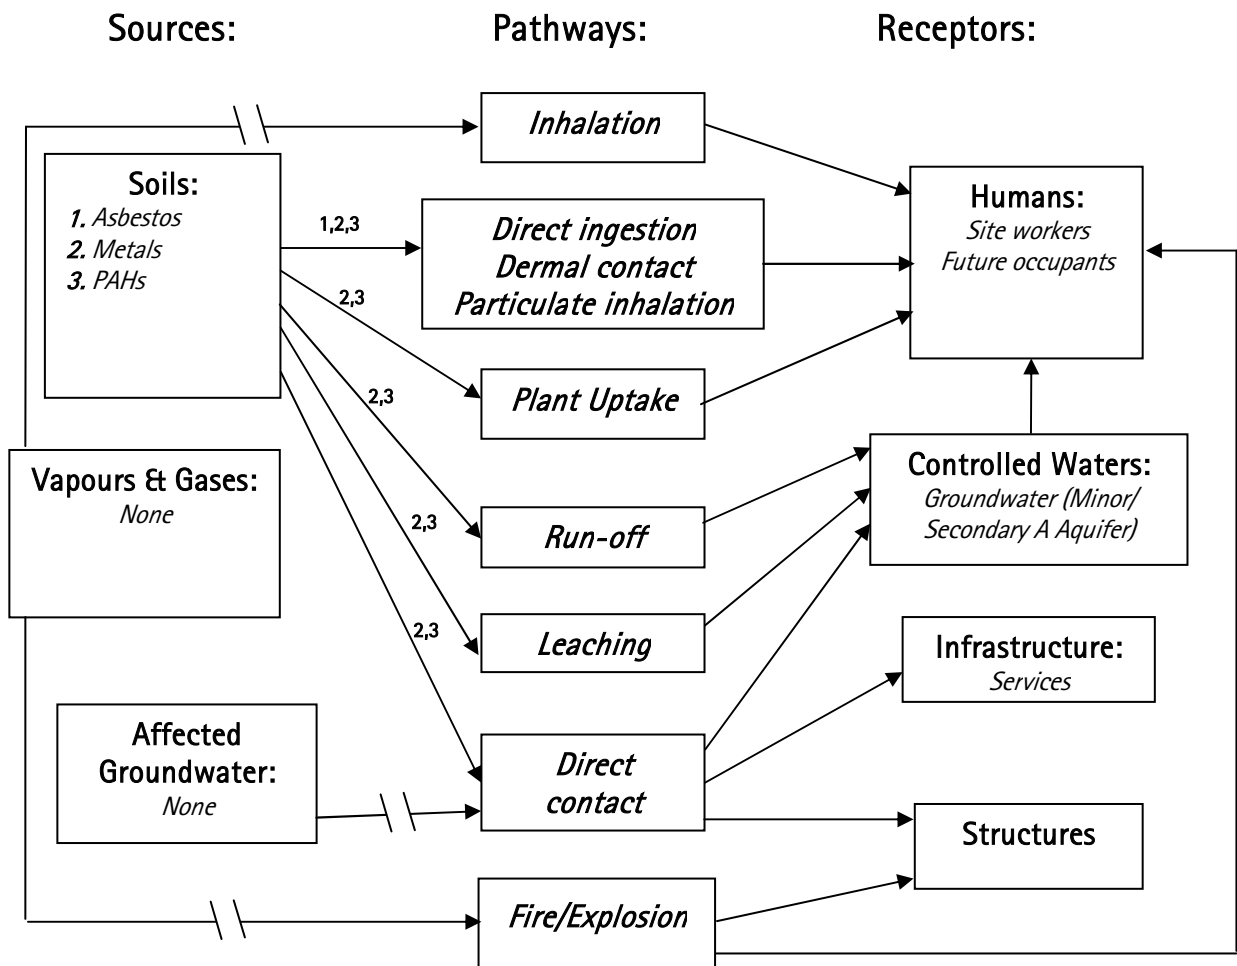 Sources:
Pathways:
Receptors:
Inhalation
Soils:
1. Asbestos
2. Metals
3. PAHs
1,2,3
Direct ingestion
Dermal contact
Particulate inhalation
Humans:
Site workers
Future occupants
2,3
Plant Uptake
2,3
Vapours & Gases:
None
Controlled Waters:
Groundwater (Minor/
Secondary A Aquifer)
2,3
Run-off
2,3
Leaching
Infrastructure:
Services
Affected
Groundwater:
None
Direct
contact
Structures
Fire/Explosion